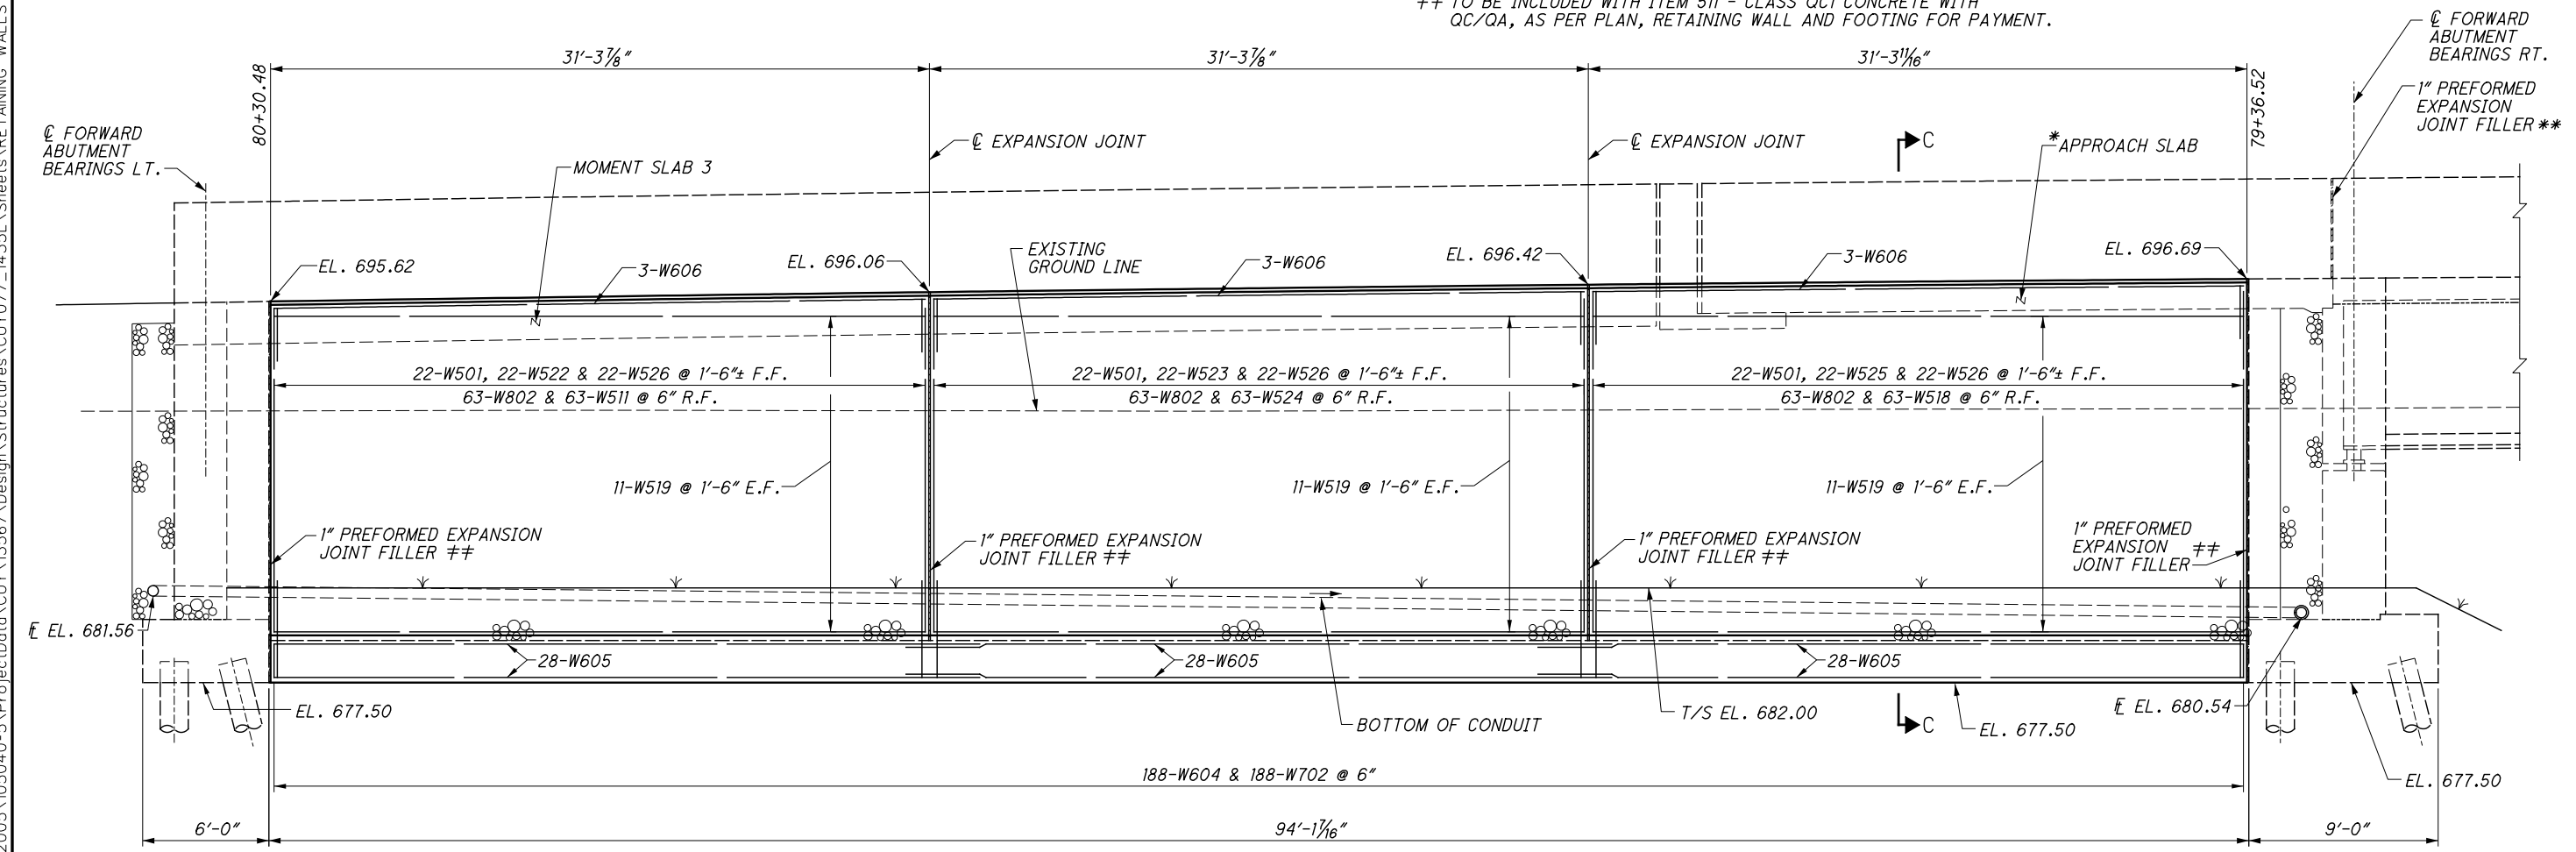 ‡‡ TO BE INCLUDED WITH ITEM 511 - CLASS QC1 CONCRETE WITH
QC/QA, AS PER PLAN, RETAINING WALL AND FOOTING FOR PAYMENT.
℄ FORWARD
ABUTMENT
BEARINGS RT.
31'-3⅞"
31'-3⅞"
31'-3 11/16"
80+30.48
79+36.52
1" PREFORMED
EXPANSION
JOINT FILLER **
℄ FORWARD
ABUTMENT
BEARINGS LT.
℄ EXPANSION JOINT
℄ EXPANSION JOINT
C
*APPROACH SLAB
MOMENT SLAB 3
EXISTING
GROUND LINE
EL. 695.62
3-W606
EL. 696.06
3-W606
EL. 696.42
3-W606
EL. 696.69
22-W501, 22-W522 & 22-W526 @ 1'-6"± F.F.
63-W802 & 63-W511 @ 6" R.F.
22-W501, 22-W523 & 22-W526 @ 1'-6"± F.F.
63-W802 & 63-W524 @ 6" R.F.
22-W501, 22-W525 & 22-W526 @ 1'-6"± F.F.
63-W802 & 63-W518 @ 6" R.F.
11-W519 @ 1'-6" E.F.
11-W519 @ 1'-6" E.F.
11-W519 @ 1'-6" E.F.
1" PREFORMED EXPANSION
JOINT FILLER ‡‡
1" PREFORMED EXPANSION
JOINT FILLER ‡‡
1" PREFORMED EXPANSION
JOINT FILLER ‡‡
1" PREFORMED
EXPANSION ‡‡
JOINT FILLER
EL. 681.56
28-W605
28-W605
28-W605
EL. 677.50
BOTTOM OF CONDUIT
T/S EL. 682.00
C
EL. 677.50
EL. 680.54
EL. 677.50
188-W604 & 188-W702 @ 6"
6'-0"
94'-1 7/16"
9'-0"